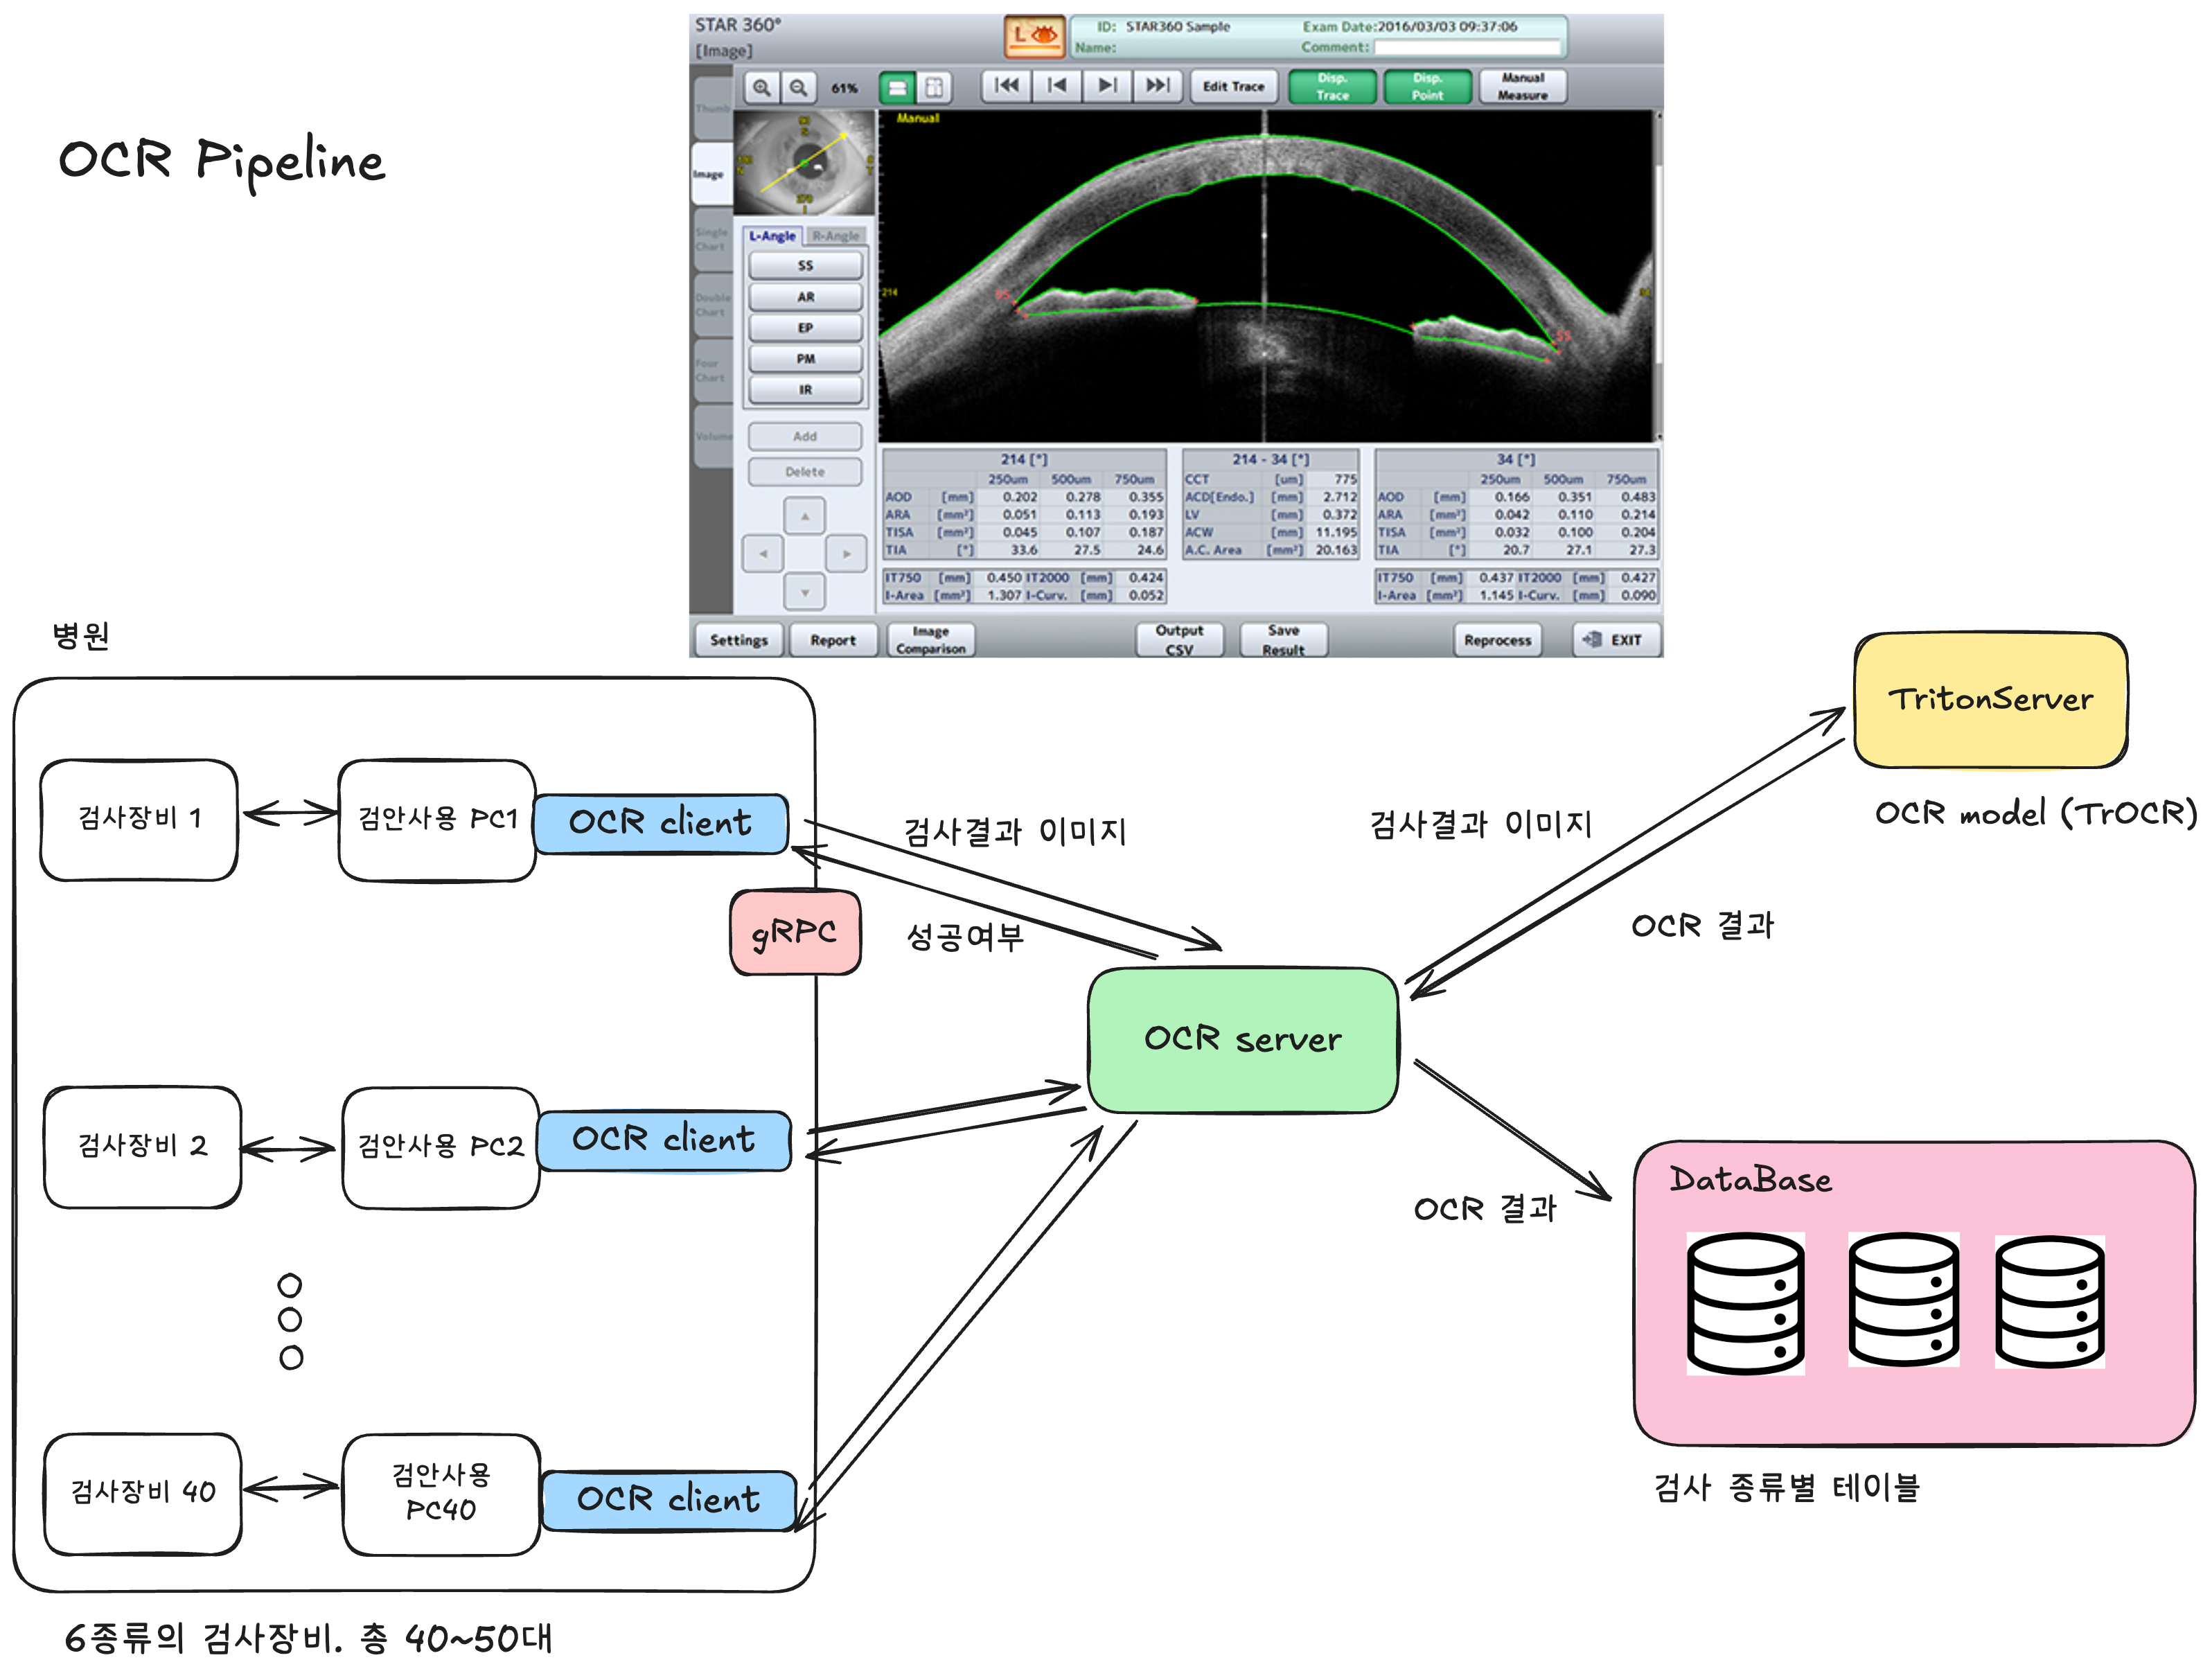 OCR Pipeline
STAR 360°
[Image]
L
ID: STAR360 Sample
Exam Date:2016/03/03 09:37:06
Name:
Comment:
61%
Edit Trace
Disp.
Trace
Disp.
Point
Manual
Measure
Thumb
Image
Single
Chart
Double
Chart
Four
Chart
Volume
Manual
214
34
SS
SS
L-Angle R-Angle
SS
AR
EP
PM
IR
Add
Delete
214 [°]
250um 500um 750um
AOD [mm] 0.202 0.278 0.355
ARA [mm²] 0.051 0.113 0.193
TISA [mm²] 0.045 0.107 0.187
TIA [°] 33.6 27.5 24.6
IT750 [mm] 0.450 IT2000 [mm] 0.424
I-Area [mm²] 1.307 I-Curv. [mm] 0.052
214 - 34 [°]
CCT [um] 775
ACD[Endo.] [mm] 2.712
LV [mm] 0.372
ACW [mm] 11.195
A.C. Area [mm²] 20.163
34 [°]
250um 500um 750um
AOD [mm] 0.166 0.351 0.483
ARA [mm²] 0.042 0.110 0.214
TISA [mm²] 0.032 0.100 0.204
TIA [°] 20.7 27.1 27.3
IT750 [mm] 0.437 IT2000 [mm] 0.427
I-Area [mm²] 1.145 I-Curv. [mm] 0.090
Settings
Report
Image
Comparison
Output
CSV
Save
Result
Reprocess
EXIT
병원
검사장비 1
검안사용 PC1
OCR client
검사결과 이미지
성공여부
gRPC
검사장비 2
검안사용 PC2
OCR client
검사장비 40
검안사용
PC40
OCR client
6종류의 검사장비. 총 40~50대
OCR server
검사결과 이미지
OCR 결과
TritonServer
OCR model (TrOCR)
OCR 결과
DataBase
검사 종류별 테이블